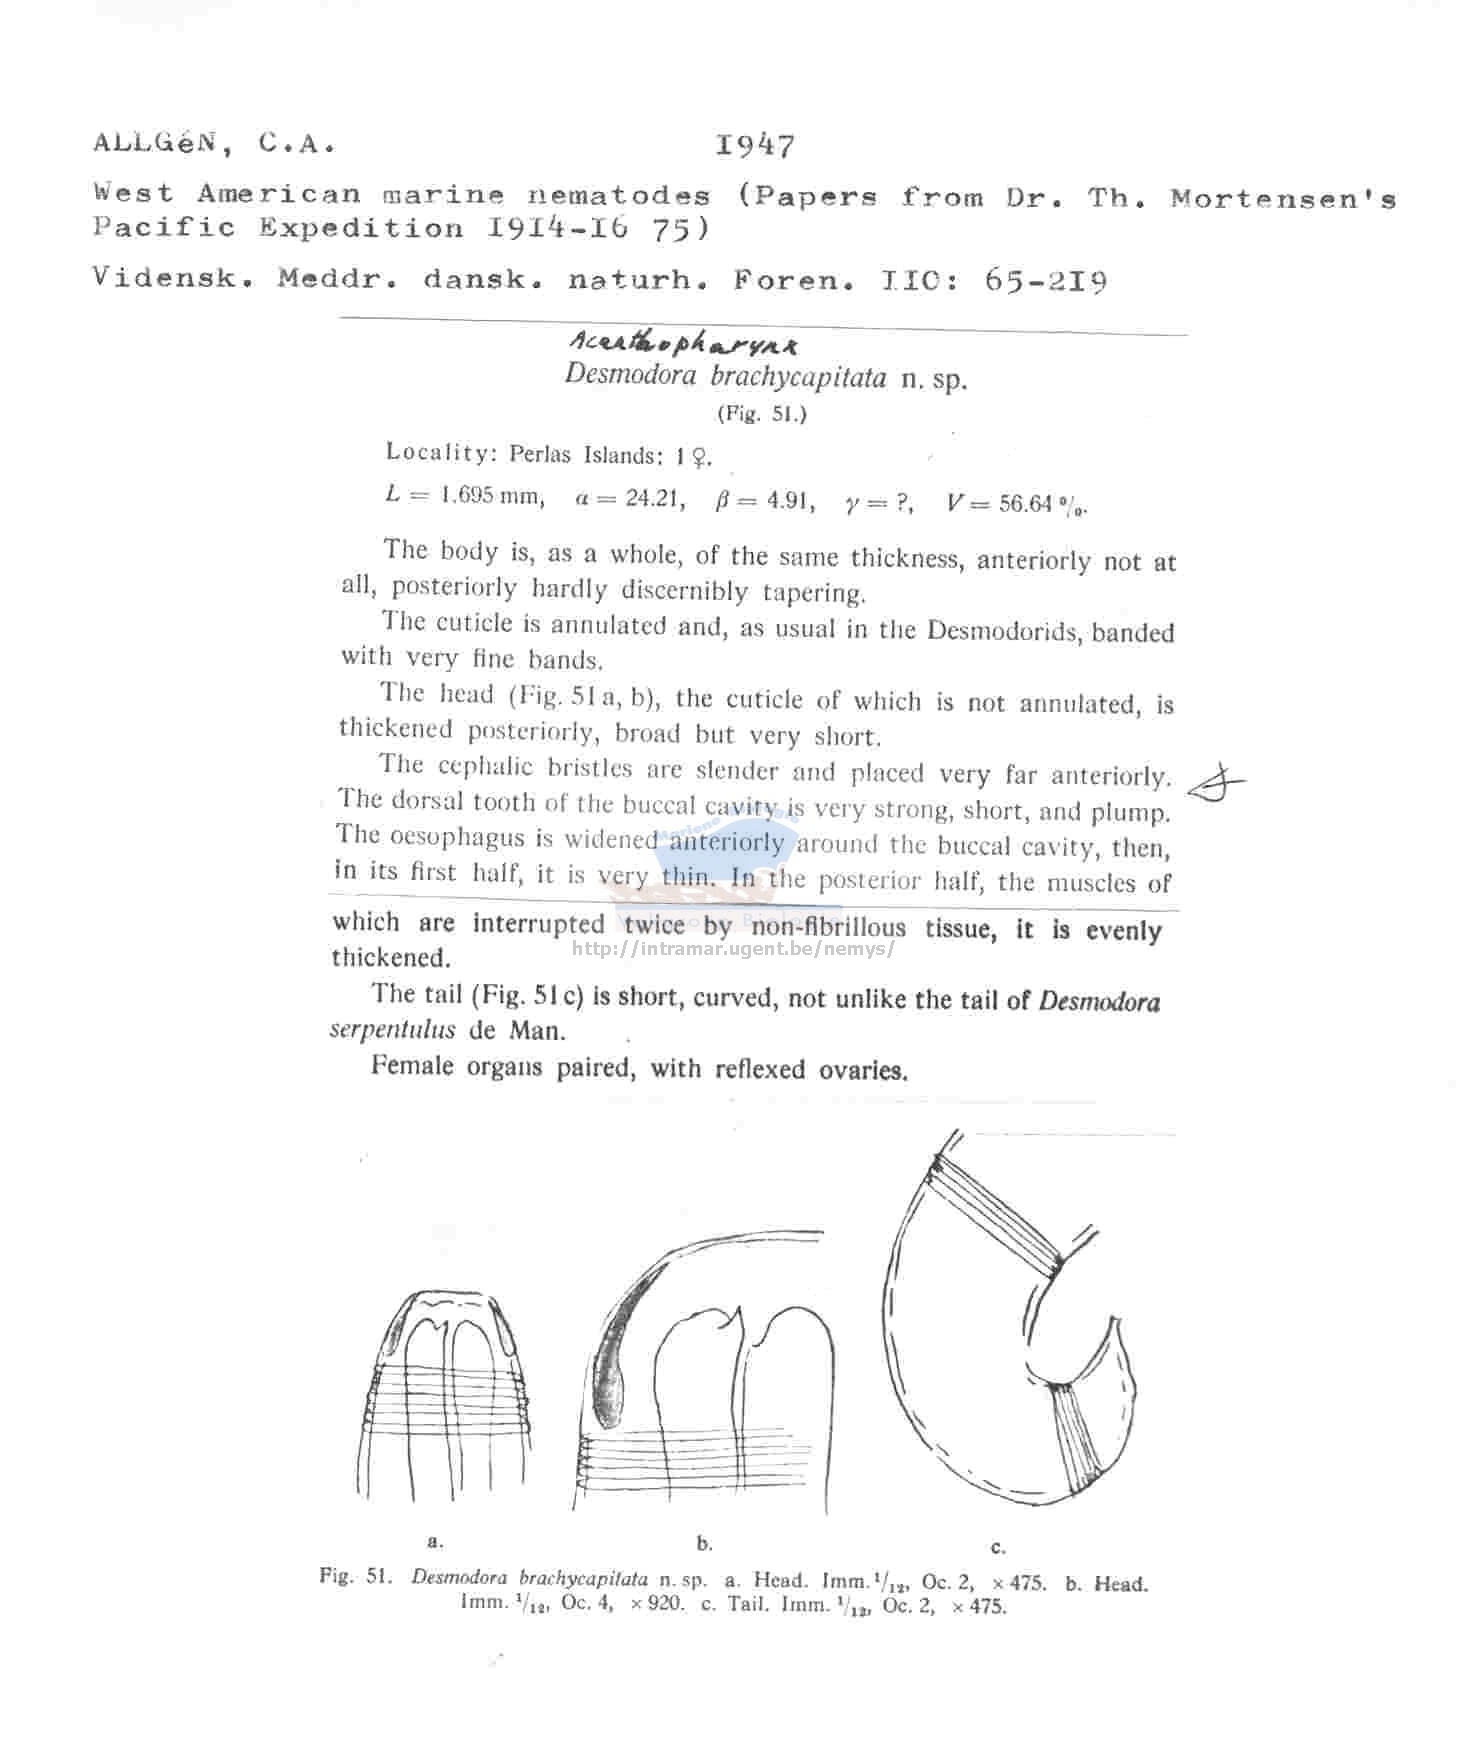 ALLGéN, C.A. I947
West American marine nematodes (Papers from Dr. Th. Mortensen's
Pacific Expedition I9I4-I6 75)
Vidensk. Meddr. dansk. naturh. Foren. IIO: 65-2I9
Acanthopharynx
Desmodora brachycapitata n. sp.
(Fig. 51.)
Locality: Perlas Islands: 1 ♀.
L = 1.695 mm, α = 24.21, β = 4.91, γ = ?, V = 56.64 %.
The body is, as a whole, of the same thickness, anteriorly not at
all, posteriorly hardly discernibly tapering.
The cuticle is annulated and, as usual in the Desmodorids, banded
with very fine bands.
The head (Fig. 51 a, b), the cuticle of which is not annulated, is
thickened posteriorly, broad but very short.
The cephalic bristles are slender and placed very far anteriorly.
The dorsal tooth of the buccal cavity is very strong, short, and plump.
The oesophagus is widened anteriorly around the buccal cavity, then,
in its first half, it is very thin. In the posterior half, the muscles of
which are interrupted twice by non-fibrillous tissue, it is evenly
thickened.
http://intramar.ugent.be/nemys/
The tail (Fig. 51 c) is short, curved, not unlike the tail of Desmodora
serpentulus de Man.
Female organs paired, with reflexed ovaries.
a. b. c.
Fig. 51. Desmodora brachycapitata n. sp. a. Head. Imm. 1/12, Oc. 2, × 475. b. Head.
Imm. 1/12, Oc. 4, × 920. c. Tail. Imm. 1/12, Oc. 2, × 475.